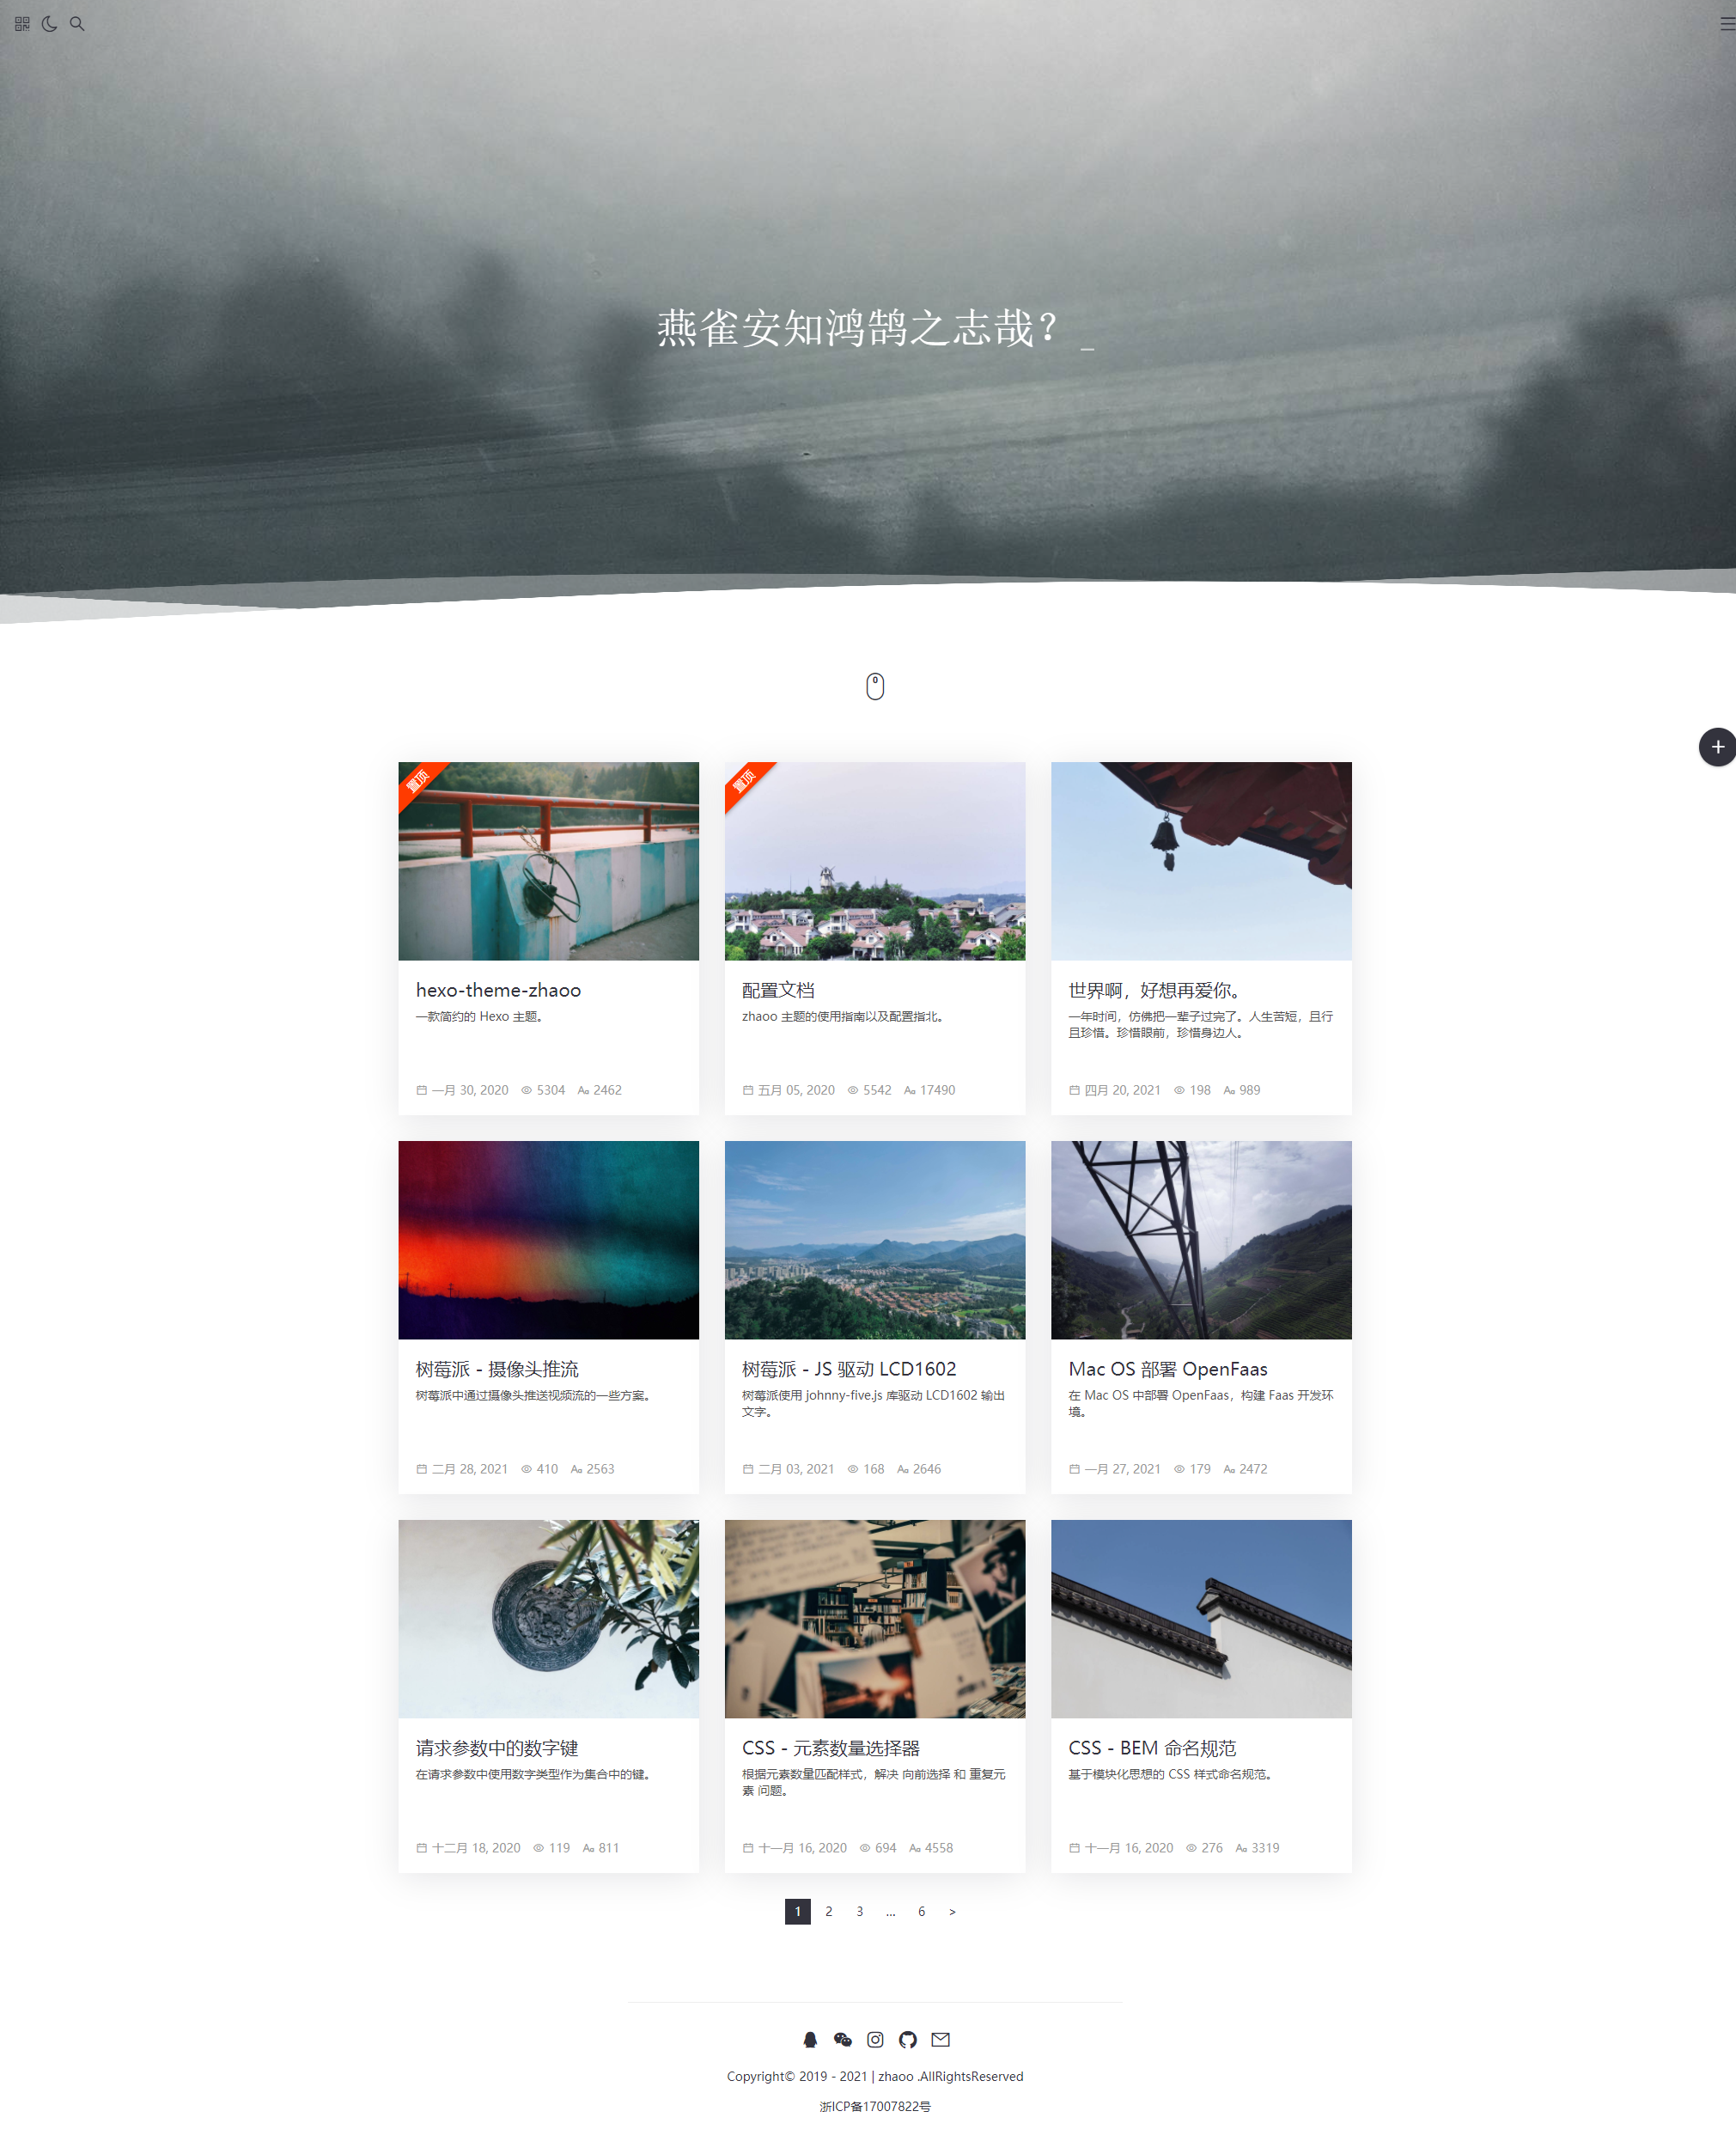 燕雀安知鸿鹄之志哉？ _
置顶
置顶
hexo-theme-zhaoo
一款简约的 Hexo 主题。
一月 30, 2020 5304 Aa 2462
配置文档
zhaoo 主题的使用指南以及配置指北。
五月 05, 2020 5542 Aa 17490
世界啊，好想再爱你。
一年时间，仿佛把一辈子过完了。人生苦短，且行
且珍惜。珍惜眼前，珍惜身边人。
四月 20, 2021 198 Aa 989
树莓派 - 摄像头推流
树莓派中通过摄像头推送视频流的一些方案。
二月 28, 2021 410 Aa 2563
树莓派 - JS 驱动 LCD1602
树莓派使用 johnny-five.js 库驱动 LCD1602 输出
文字。
二月 03, 2021 168 Aa 2646
Mac OS 部署 OpenFaas
在 Mac OS 中部署 OpenFaas，构建 Faas 开发环
境。
一月 27, 2021 179 Aa 2472
请求参数中的数字键
在请求参数中使用数字类型作为集合中的键。
十二月 18, 2020 119 Aa 811
CSS - 元素数量选择器
根据元素数量匹配样式，解决 向前选择 和 重复元
素 问题。
十一月 16, 2020 694 Aa 4558
CSS - BEM 命名规范
基于模块化思想的 CSS 样式命名规范。
十一月 16, 2020 276 Aa 3319
1 2 3 ... 6 >
Copyright© 2019 - 2021 | zhaoo .AllRightsReserved
浙ICP备17007822号